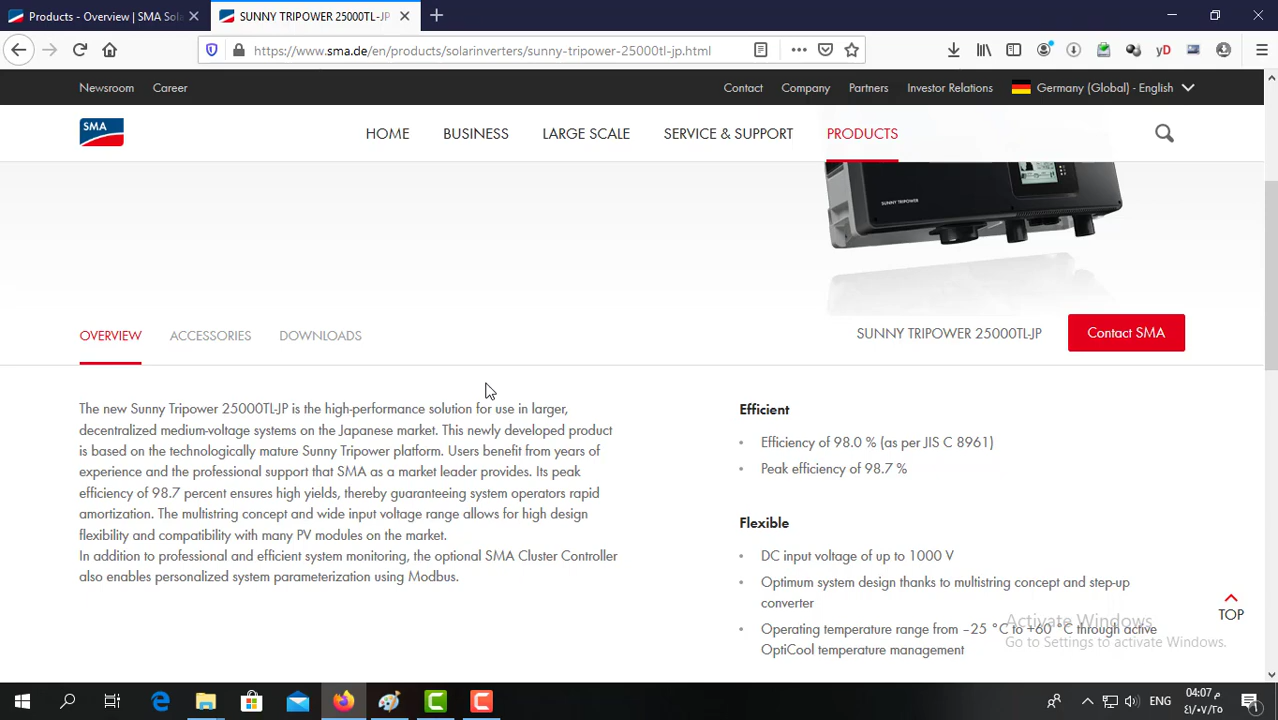 Products - Overview | SMA Sola
SUNNY TRIPOWER 25000TL-JP
https://www.sma.de/en/products/solarinverters/sunny-tripower-25000tl-jp.html
yD
Newsroom Career Contact Company Partners Investor Relations Germany (Global) - English
SMA HOME BUSINESS LARGE SCALE SERVICE & SUPPORT PRODUCTS
SUNNY TRIPOWER
OVERVIEW ACCESSORIES DOWNLOADS SUNNY TRIPOWER 25000TL-JP Contact SMA
The new Sunny Tripower 25000TL-JP is the high-performance solution for use in larger,
decentralized medium-voltage systems on the Japanese market. This newly developed product
is based on the technologically mature Sunny Tripower platform. Users benefit from years of
experience and the professional support that SMA as a market leader provides. Its peak
efficiency of 98.7 percent ensures high yields, thereby guaranteeing system operators rapid
amortization. The multistring concept and wide input voltage range allows for high design
flexibility and compatibility with many PV modules on the market.
In addition to professional and efficient system monitoring, the optional SMA Cluster Controller
also enables personalized system parameterization using Modbus.
Efficient
• Efficiency of 98.0 % (as per JIS C 8961)
• Peak efficiency of 98.7 %
Flexible
• DC input voltage of up to 1000 V
• Optimum system design thanks to multistring concept and step-up
converter
• Operating temperature range from –25 °C to +60 °C through active
OptiCool temperature management
TOP
Activate Windows
Go to Settings to activate Windows.
ENG
04:07 م
٤١/٠٧/٢٥